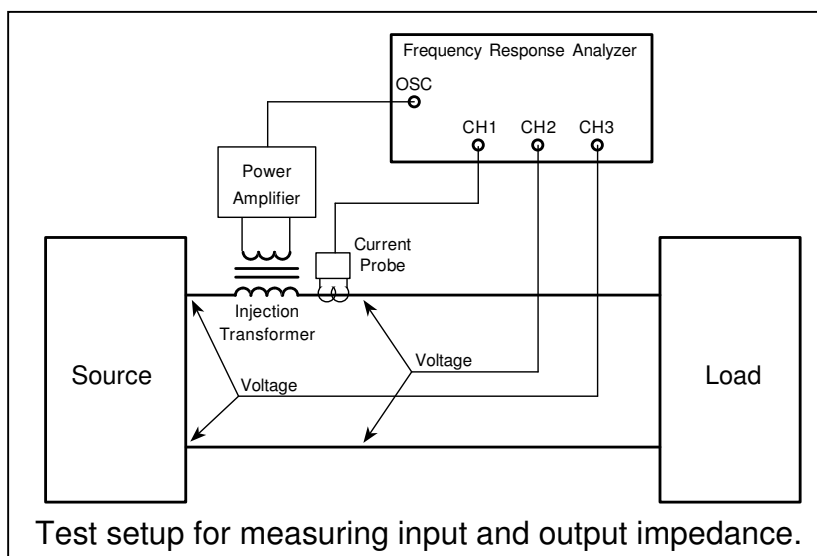 Frequency Response Analyzer
OSC
CH1 CH2 CH3
Power
Amplifier
Current
Probe
Injection
Transformer
Source
Voltage
Voltage
Load
Test setup for measuring input and output impedance.